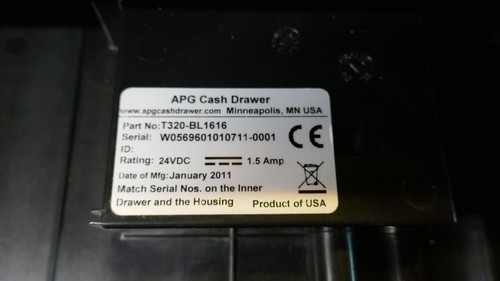 APG Cash Drawer
www.apgcashdrawer.com Minneapolis, MN USA
Part No:T320-BL1616
Serial: W0569601010711-0001
ID:
Rating: 24VDC 1.5 Amp
Date of Mfg:January 2011
Match Serial Nos. on the Inner
Drawer and the Housing Product of USA
CE